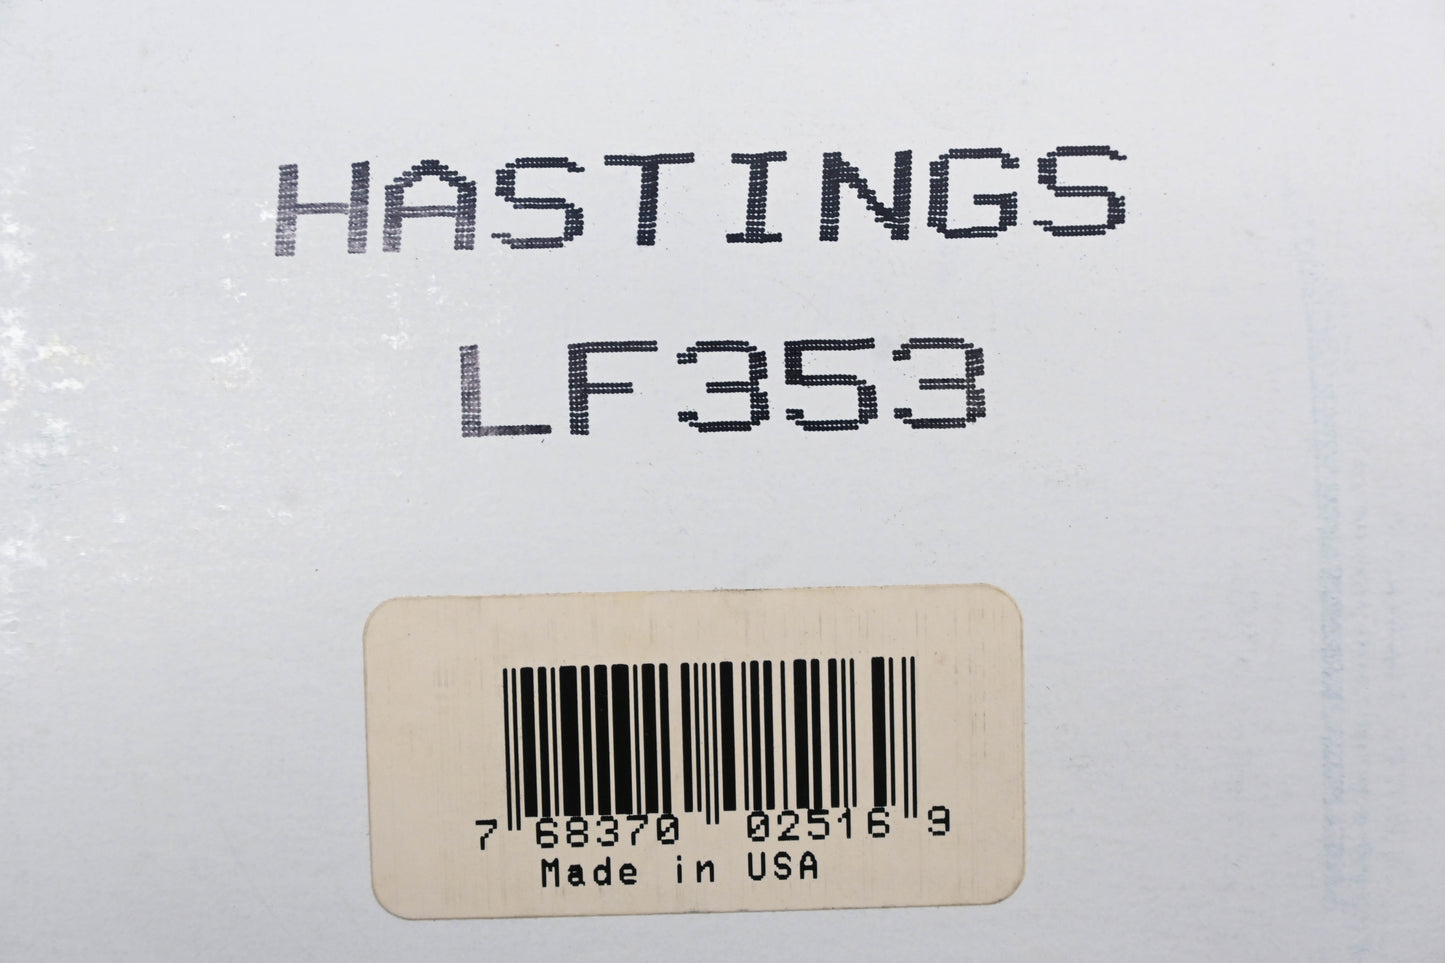 HASTINGS
LF353
7 68370 02516 9
Made in USA